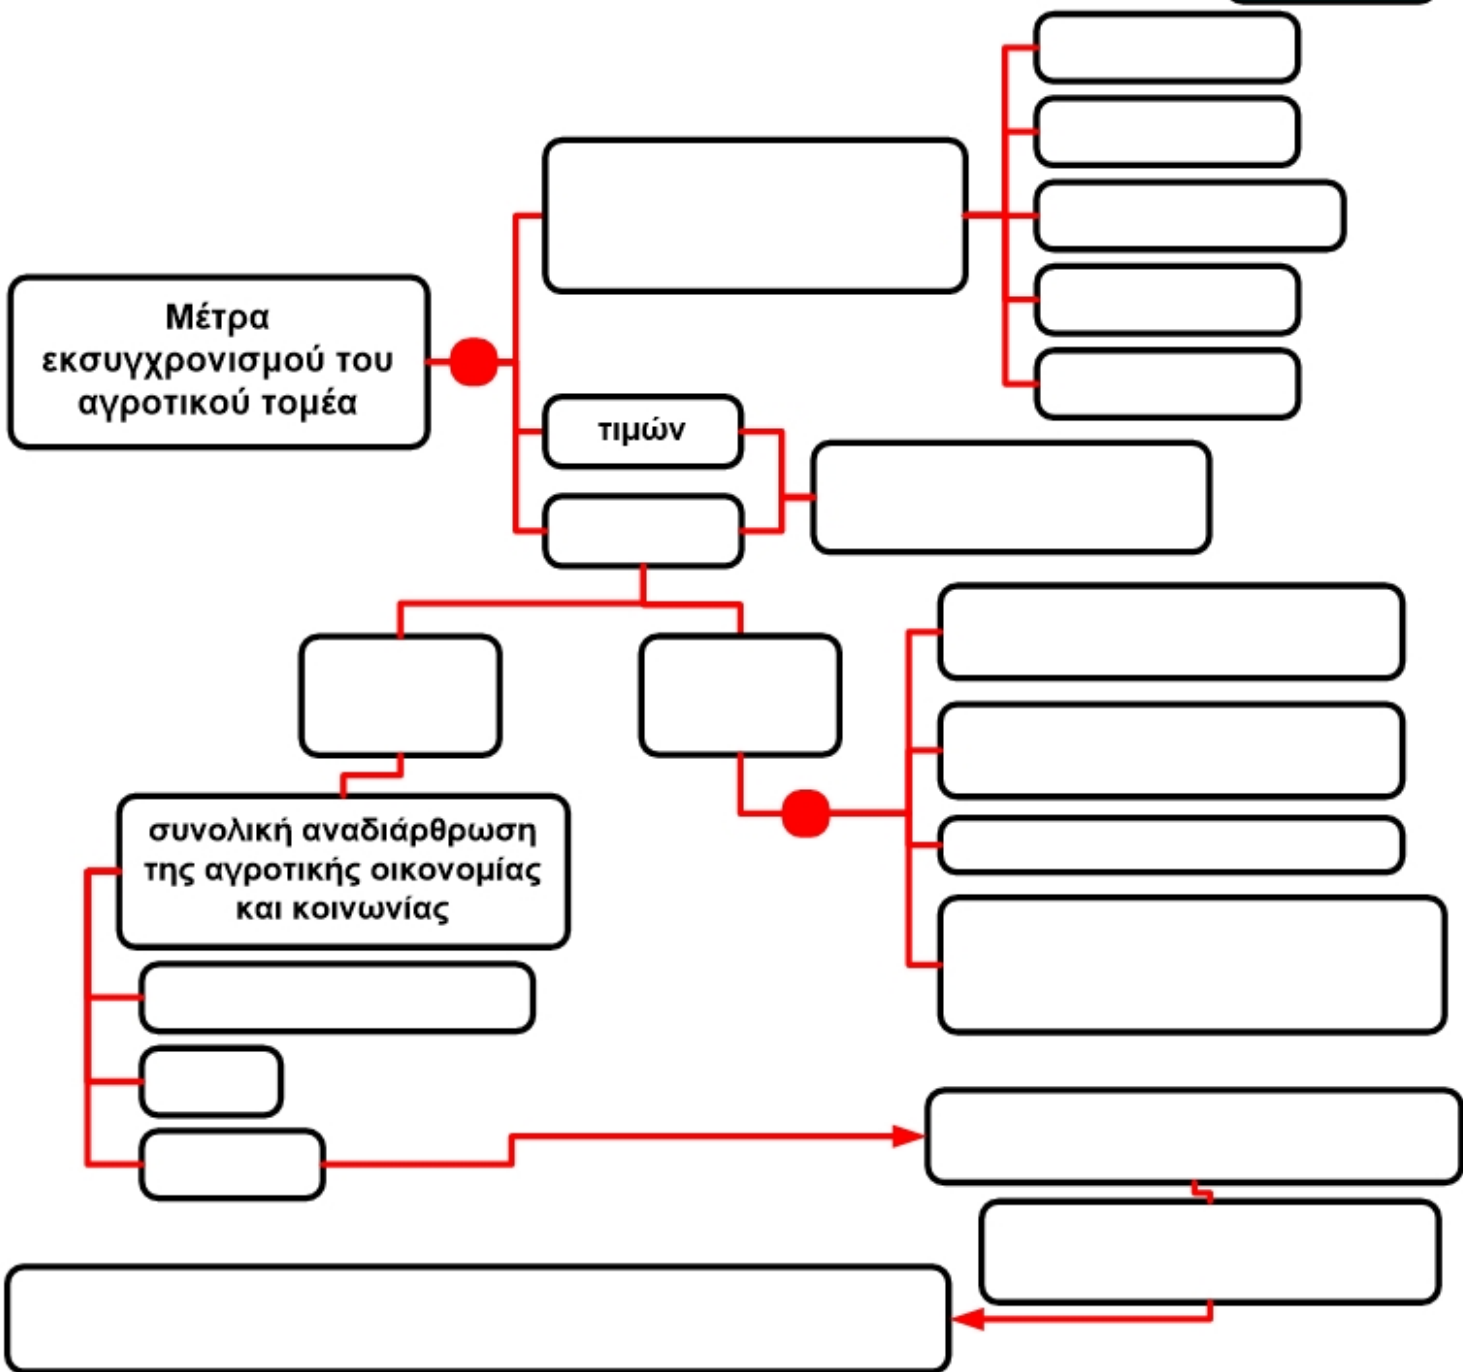 Μέτρα
εκσυγχρονισμού του
αγροτικού τομέα
τιμών
συνολική αναδιάρθρωση
της αγροτικής οικονομίας
και κοινωνίας